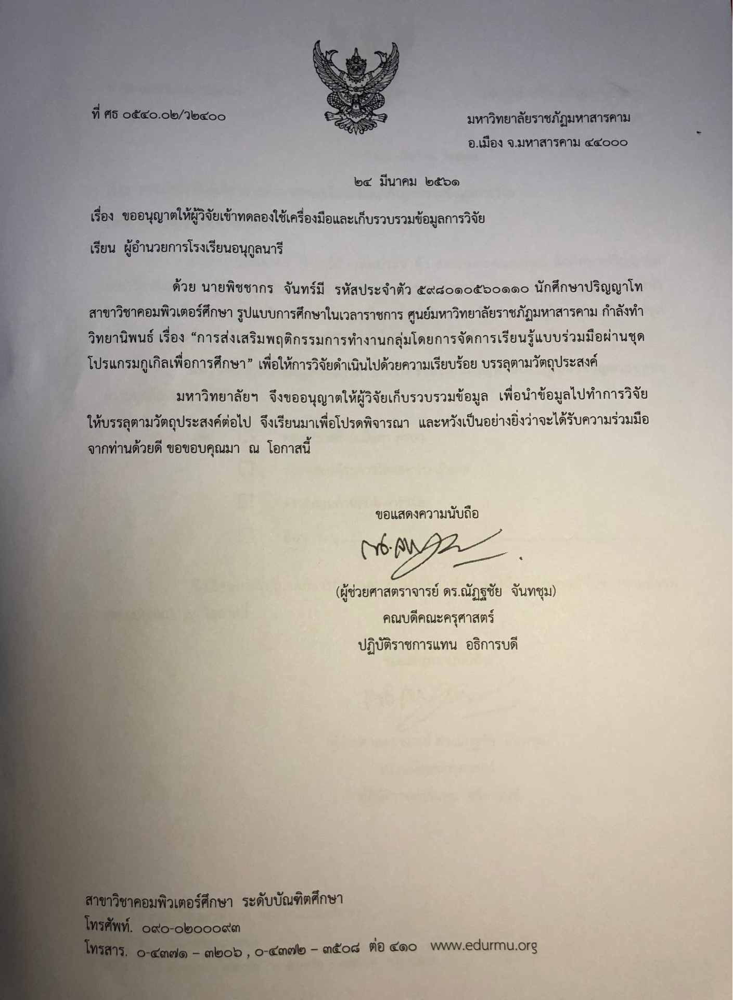 ที่ ศธ ๐๕๔๐.๐๒/ว๒๔๐๐
มหาวิทยาลัยราชภัฏมหาสารคาม
อ.เมือง จ.มหาสารคาม ๔๔๐๐๐
๒๔ มีนาคม ๒๕๖๑
เรื่อง ขออนุญาตให้ผู้วิจัยเข้าทดลองใช้เครื่องมือและเก็บรวบรวมข้อมูลการวิจัย
เรียน ผู้อำนวยการโรงเรียนอนุกูลนารี
ด้วย นายพิชชากร จันทร์มี รหัสประจำตัว ๕๙๘๐๑๐๕๖๐๑๑๐ นักศึกษาปริญญาโท
สาขาวิชาคอมพิวเตอร์ศึกษา รูปแบบการศึกษาในเวลาราชการ ศูนย์มหาวิทยาลัยราชภัฏมหาสารคาม กำลังทำ
วิทยานิพนธ์ เรื่อง “การส่งเสริมพฤติกรรมการทำงานกลุ่มโดยการจัดการเรียนรู้แบบร่วมมือผ่านชุด
โปรแกรมกูเกิลเพื่อการศึกษา” เพื่อให้การวิจัยดำเนินไปด้วยความเรียบร้อย บรรลุตามวัตถุประสงค์
มหาวิทยาลัยฯ จึงขออนุญาตให้ผู้วิจัยเก็บรวบรวมข้อมูล เพื่อนำข้อมูลไปทำการวิจัย
ให้บรรลุตามวัตถุประสงค์ต่อไป จึงเรียนมาเพื่อโปรดพิจารณา และหวังเป็นอย่างยิ่งว่าจะได้รับความร่วมมือ
จากท่านด้วยดี ขอขอบคุณมา ณ โอกาสนี้
ขอแสดงความนับถือ
(ผู้ช่วยศาสตราจารย์ ดร.ณัฏฐชัย จันทชุม)
คณบดีคณะครุศาสตร์
ปฏิบัติราชการแทน อธิการบดี
สาขาวิชาคอมพิวเตอร์ศึกษา ระดับบัณฑิตศึกษา
โทรศัพท์. ๐๙๐-๐๒๐๐๐๙๓
โทรสาร. ๐-๔๓๗๑ – ๓๒๐๖ , ๐-๔๓๗๒ – ๓๕๐๘ ต่อ ๔๑๐ www.edurmu.org